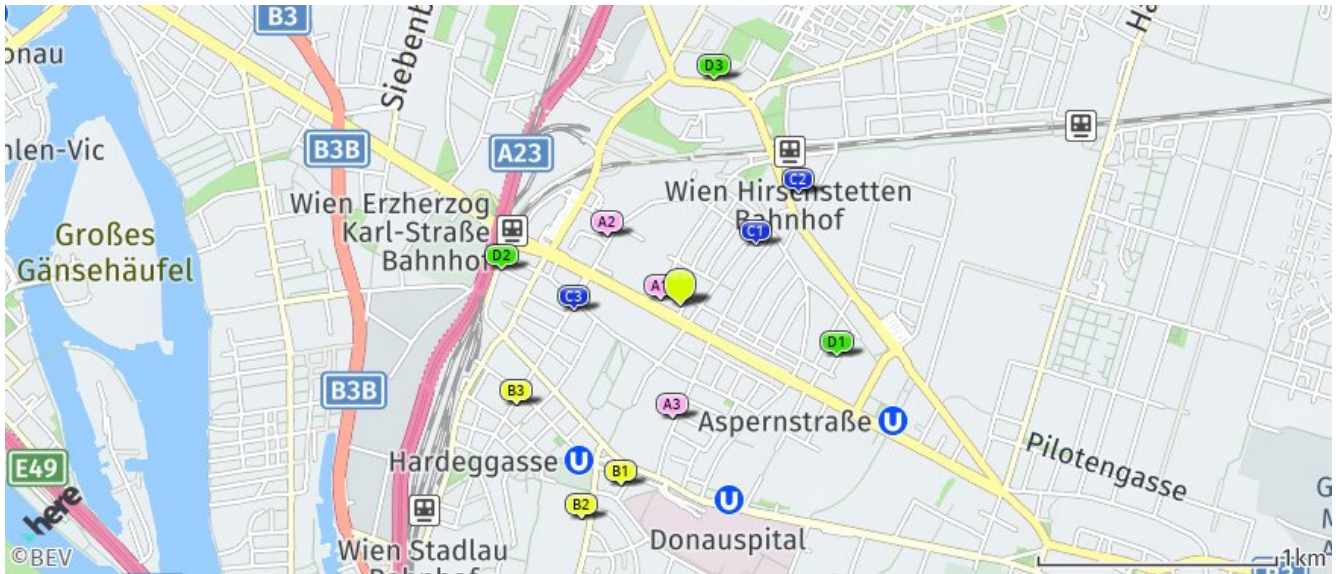 B3
onau
Siebenb
Ha
D3
B3B
A23
nlen-Vic
C2
Wien Hirschstetten
Bahnhof
Wien Erzherzog
Karl-Straße
Bahnhof
A2
C1
Großes
Gänsehäufel
D2
C3
A1
D1
B3B
B3
A3
Aspernstraße
U
Hardeggasse
U
Pilotengasse
E49
B1
B2
U
here
Donauspital
Wien Stadlau
Bahnhof
G
M
A
©BEV
1km